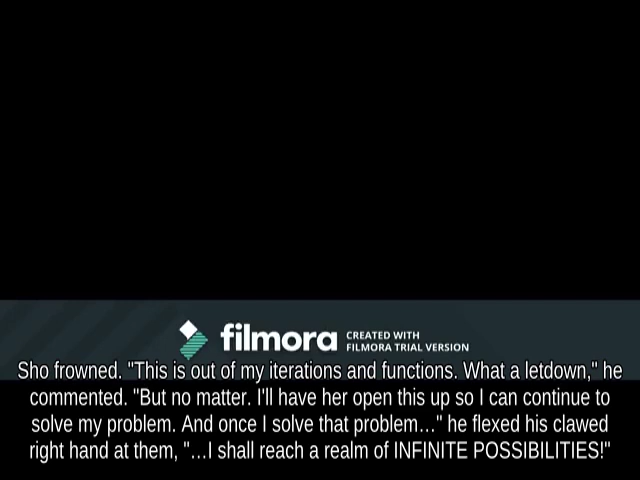 filmora CREATED WITH
FILMORA TRIAL VERSION
Sho frowned. "This is out of my iterations and functions. What a letdown," he
commented. "But no matter. I'll have her open this up so I can continue to
solve my problem. And once I solve that problem…" he flexed his clawed
right hand at them, "…I shall reach a realm of INFINITE POSSIBILITIES!"